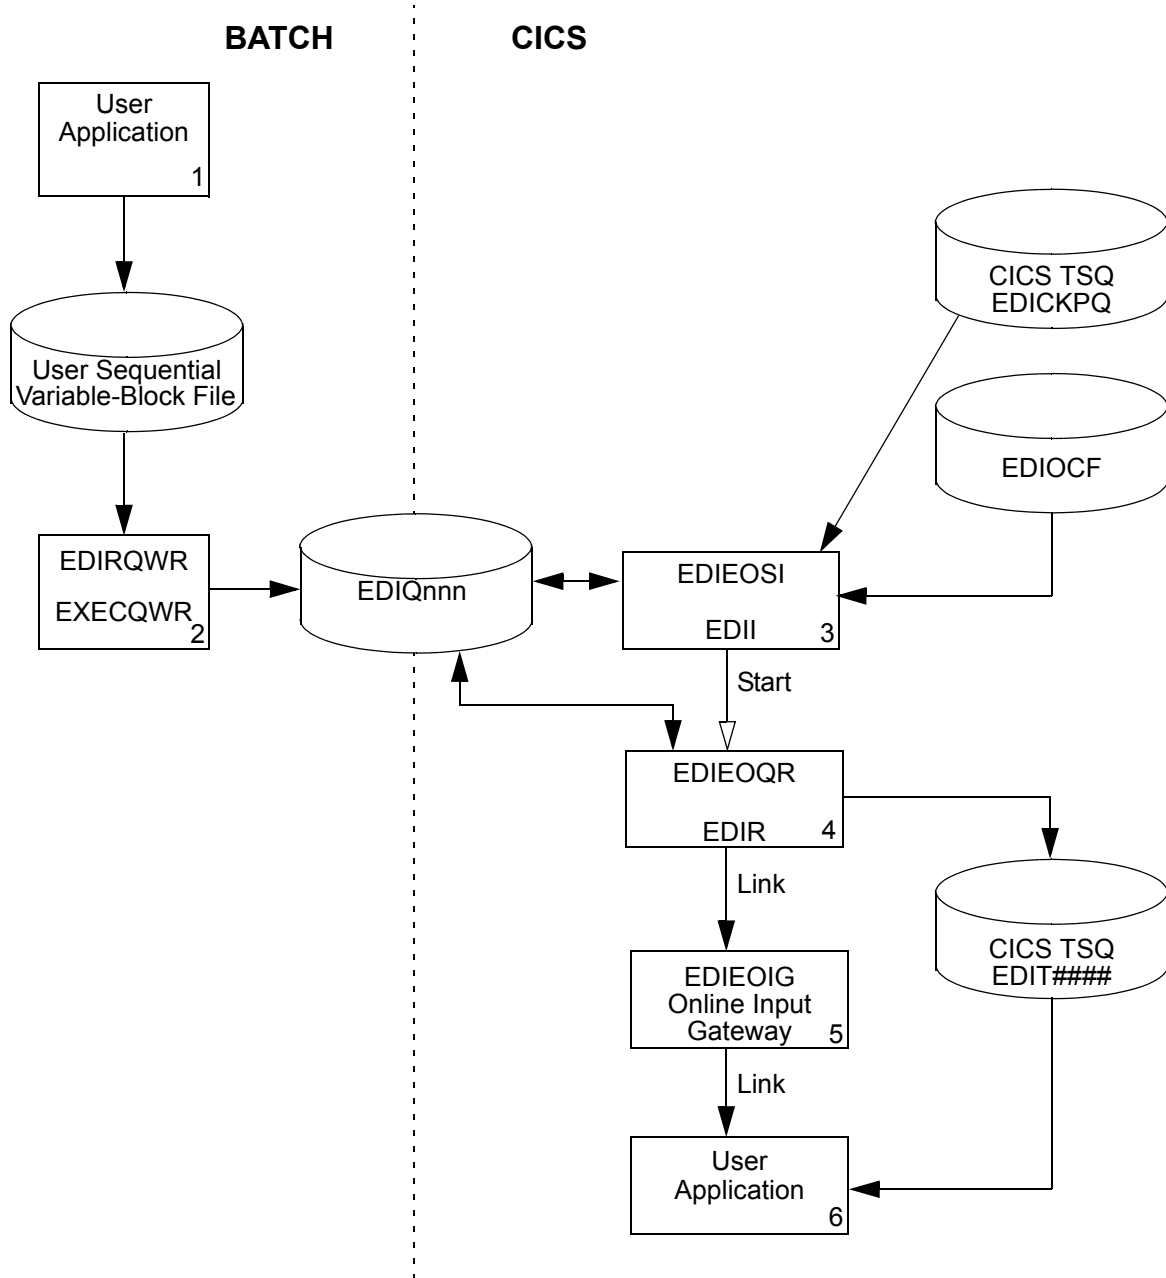 BATCH
CICS
User
Application
1
User Sequential
Variable-Block File
EDIRQWR
EXECQWR
2
EDIQnnn
CICS TSQ
EDICKPQ
EDIOCF
EDIEOSI
EDII
3
Start
EDIEOQR
EDIR
4
Link
CICS TSQ
EDIT####
EDIEOIG
Online Input
Gateway
5
Link
User
Application
6